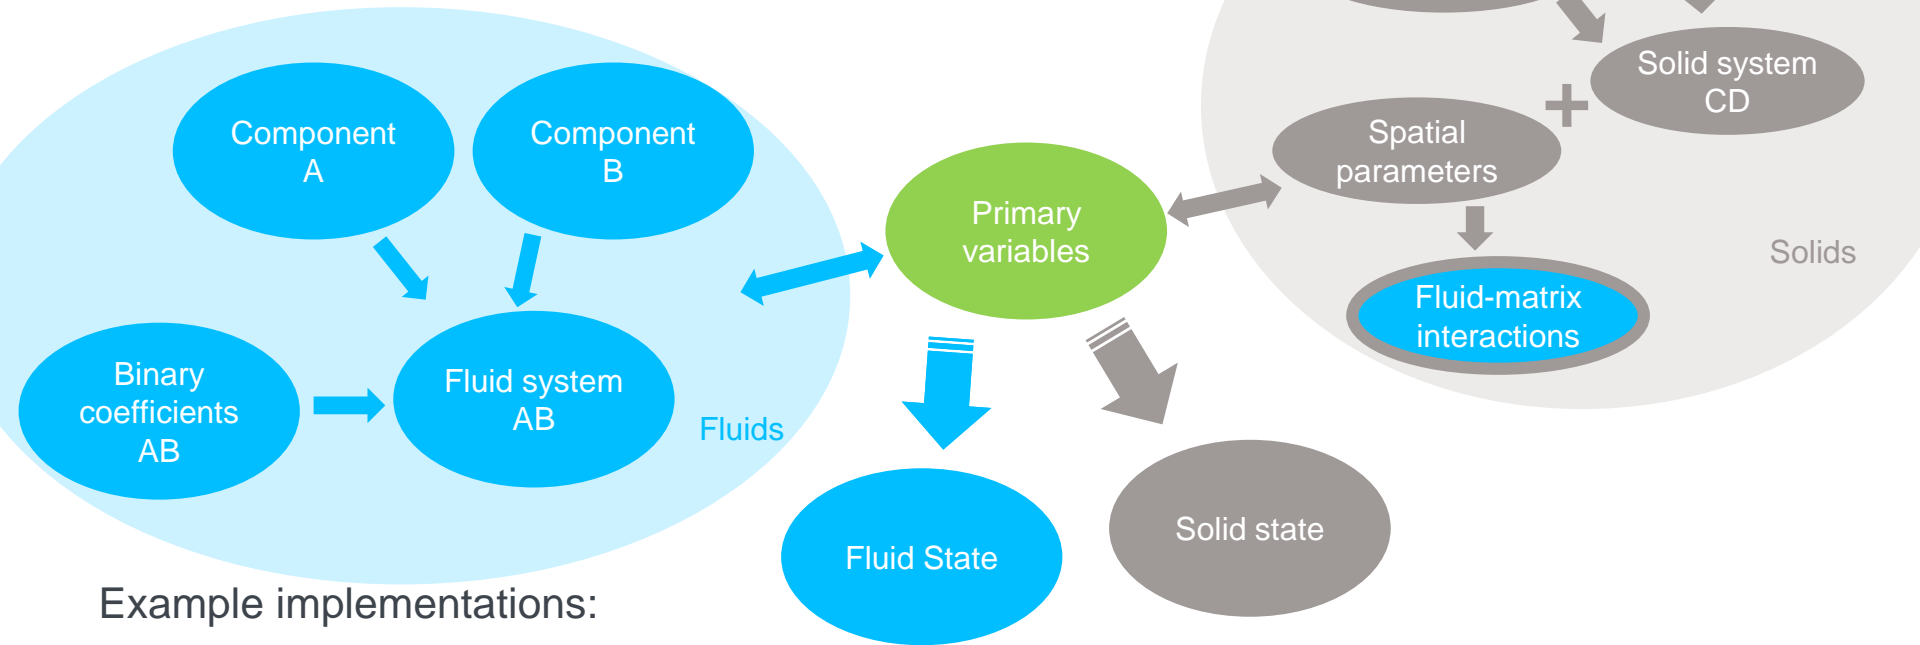 Component
A
Component
B
Binary
coefficients
AB
Fluid system
AB
Fluids
Primary
variables
Solid system
CD
Spatial
parameters
Solids
Fluid-matrix
interactions
Fluid State
Solid state
Example implementations: